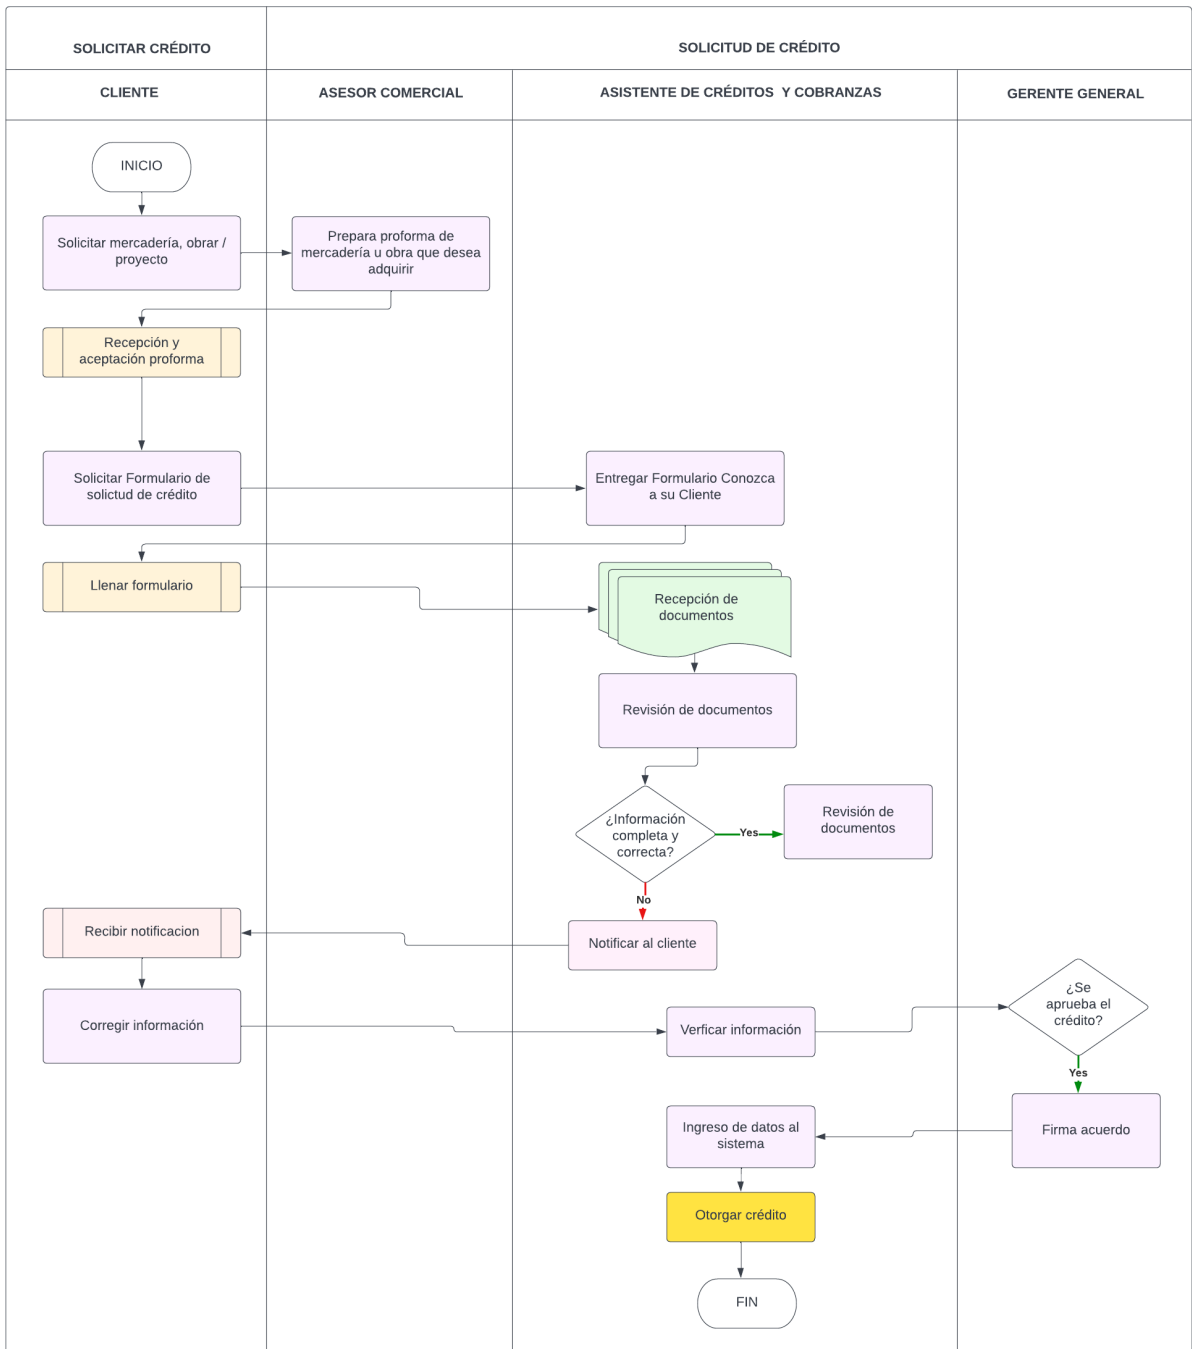 SOLICITAR CRÉDITO
SOLICITUD DE CRÉDITO
CLIENTE
ASESOR COMERCIAL
ASISTENTE DE CRÉDITOS Y COBRANZAS
GERENTE GENERAL
INICIO
Solicitar mercadería, obrar /
proyecto
Prepara proforma de
mercadería u obra que desea
adquirir
Recepción y
aceptación proforma
Solicitar Formulario de
solictud de crédito
Entregar Formulario Conozca
a su Cliente
Llenar formulario
Recepción de
documentos
Revisión de documentos
¿Información
completa y
correcta?
Yes
Revisión de
documentos
No
Notificar al cliente
Recibir notificacion
Corregir información
Verficar información
¿Se
aprueba el
crédito?
Yes
Firma acuerdo
Ingreso de datos al
sistema
Otorgar crédito
FIN